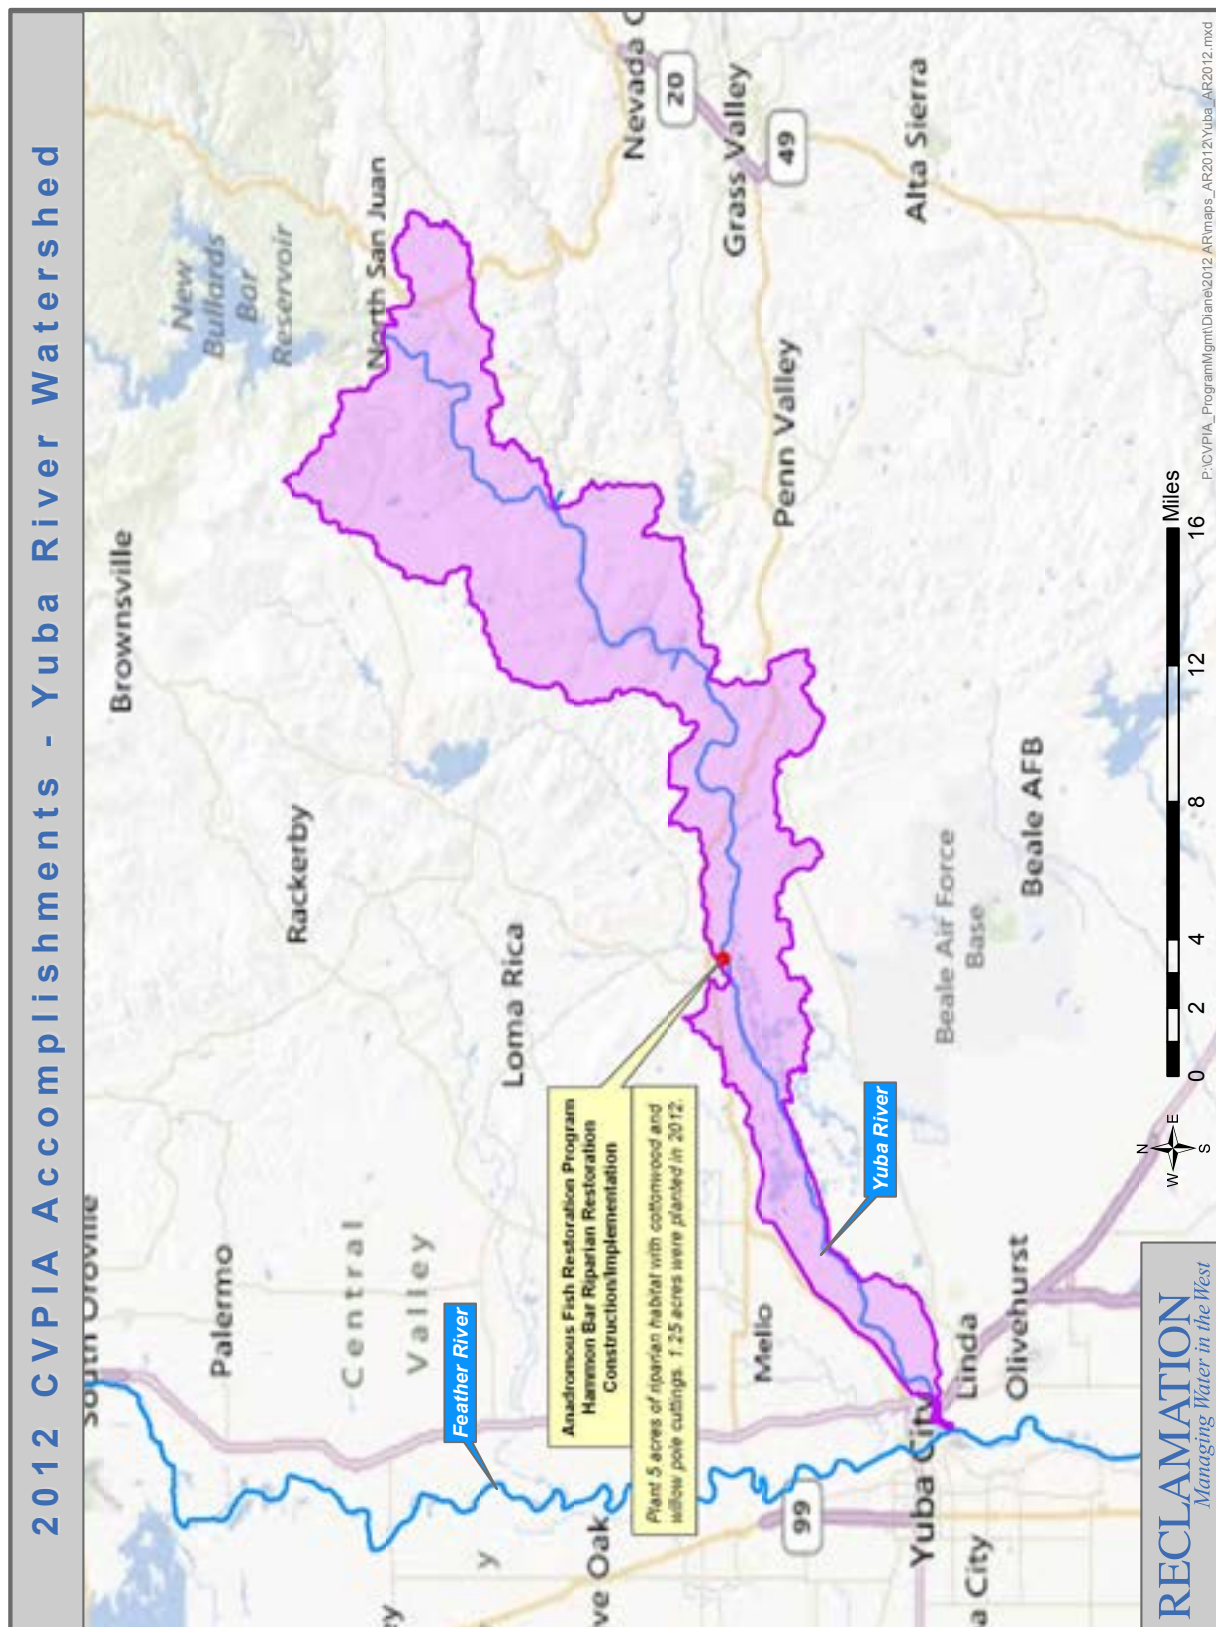 2012 CVPIA Accomplishments - Yuba River Watershed
South Oroville
Palermo
Central
Valley
Feather River
ve Oak
99
Yuba City
a City
Mello
Linda
Olivehurst
Brownsville
Rackerby
Loma Rica
Anadromous Fish Restoration Program
Hammon Bar Riparian Restoration
Construction/Implementation
Plant 5 acres of riparian habitat with cottonwood and
willow pole cuttings. 1.25 acres were planted in 2012.
Yuba River
Beale Air Force
Base
Beale AFB
New
Bullards
Bar
Reservoir
North San Juan
Nevada C
20
Grass Valley
49
Alta Sierra
Penn Valley
N
W E
S
0 2 4 8 12 16
Miles
RECLAMATION
Managing Water in the West
P:\CVPIA_ProgramMgmt\Diane\2012 AR\maps_AR2012\Yuba_AR2012.mxd